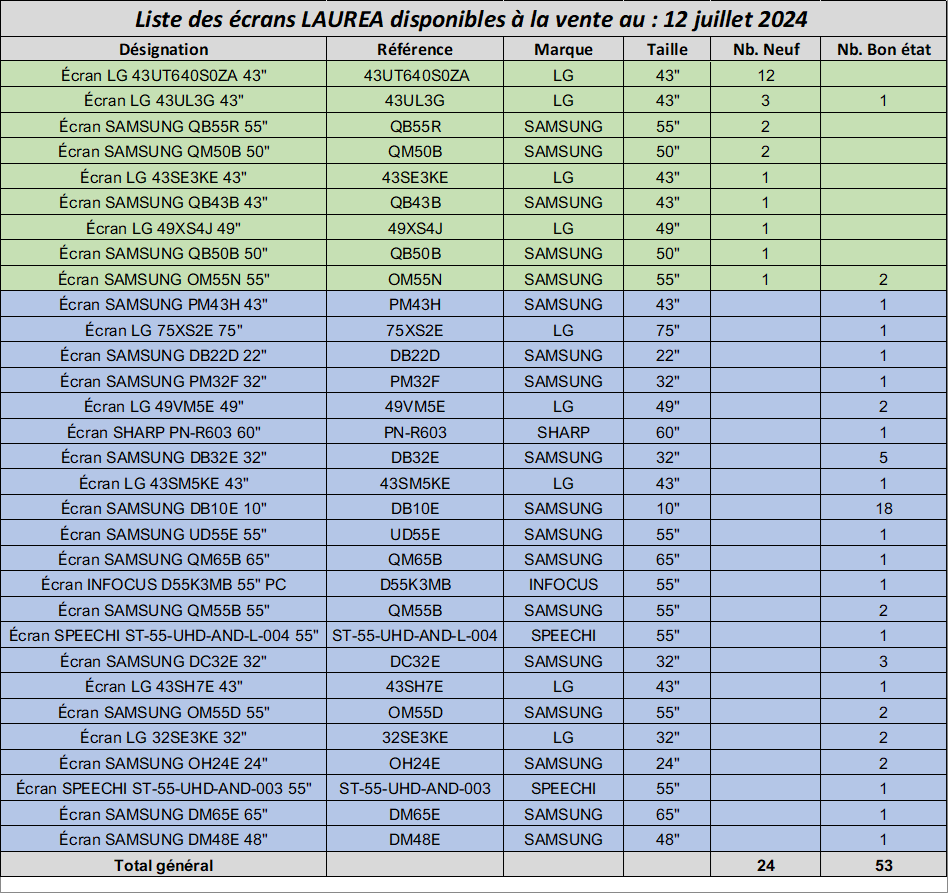 Liste des écrans LAUREA disponibles à la vente au : 12 juillet 2024
Désignation Référence Marque Taille Nb. Neuf Nb. Bon état
Écran LG 43UT640S0ZA 43" 43UT640S0ZA LG 43" 12
Écran LG 43UL3G 43" 43UL3G LG 43" 3 1
Écran SAMSUNG QB55R 55" QB55R SAMSUNG 55" 2
Écran SAMSUNG QM50B 50" QM50B SAMSUNG 50" 2
Écran LG 43SE3KE 43" 43SE3KE LG 43" 1
Écran SAMSUNG QB43B 43" QB43B SAMSUNG 43" 1
Écran LG 49XS4J 49" 49XS4J LG 49" 1
Écran SAMSUNG QB50B 50" QB50B SAMSUNG 50" 1
Écran SAMSUNG OM55N 55" OM55N SAMSUNG 55" 1 2
Écran SAMSUNG PM43H 43" PM43H SAMSUNG 43" 1
Écran LG 75XS2E 75" 75XS2E LG 75" 1
Écran SAMSUNG DB22D 22" DB22D SAMSUNG 22" 1
Écran SAMSUNG PM32F 32" PM32F SAMSUNG 32" 1
Écran LG 49VM5E 49" 49VM5E LG 49" 2
Écran SHARP PN-R603 60" PN-R603 SHARP 60" 1
Écran SAMSUNG DB32E 32" DB32E SAMSUNG 32" 5
Écran LG 43SM5KE 43" 43SM5KE LG 43" 1
Écran SAMSUNG DB10E 10" DB10E SAMSUNG 10" 18
Écran SAMSUNG UD55E 55" UD55E SAMSUNG 55" 1
Écran SAMSUNG QM65B 65" QM65B SAMSUNG 65" 1
Écran INFOCUS D55K3MB 55" PC D55K3MB INFOCUS 55" 1
Écran SAMSUNG QM55B 55" QM55B SAMSUNG 55" 2
Écran SPEECHI ST-55-UHD-AND-L-004 55" ST-55-UHD-AND-L-004 SPEECHI 55" 1
Écran SAMSUNG DC32E 32" DC32E SAMSUNG 32" 3
Écran LG 43SH7E 43" 43SH7E LG 43" 1
Écran SAMSUNG OM55D 55" OM55D SAMSUNG 55" 2
Écran LG 32SE3KE 32" 32SE3KE LG 32" 2
Écran SAMSUNG OH24E 24" OH24E SAMSUNG 24" 2
Écran SPEECHI ST-55-UHD-AND-003 55" ST-55-UHD-AND-003 SPEECHI 55" 1
Écran SAMSUNG DM65E 65" DM65E SAMSUNG 65" 1
Écran SAMSUNG DM48E 48" DM48E SAMSUNG 48" 1
Total général 24 53